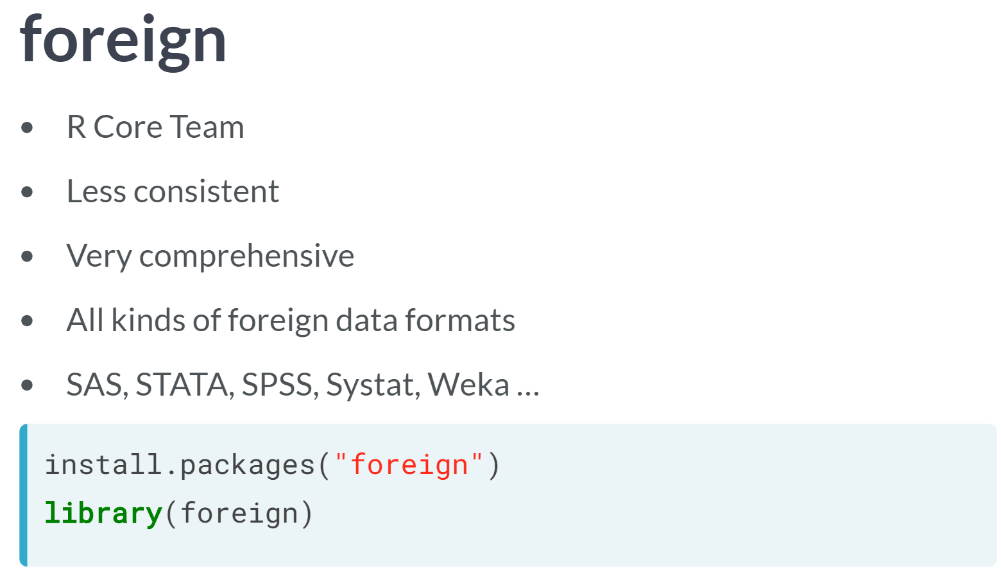 foreign
• R Core Team
• Less consistent
• Very comprehensive
• All kinds of foreign data formats
• SAS, STATA, SPSS, Systat, Weka …
install.packages("foreign")
library(foreign)